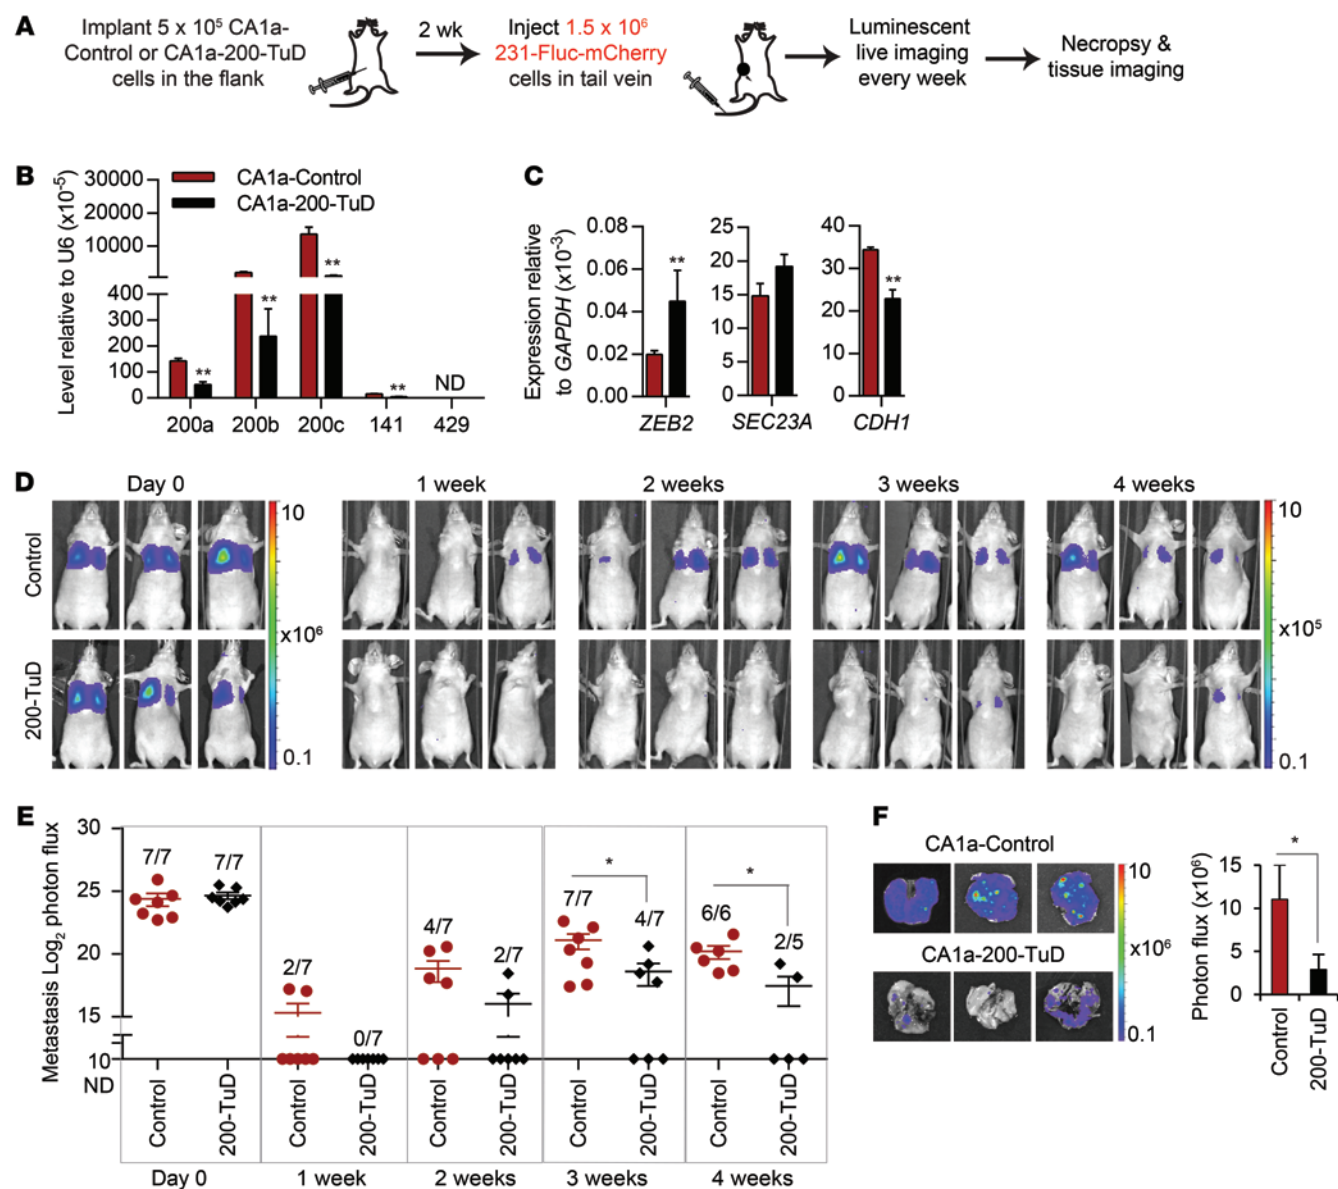 A
Implant 5 x 10⁵ CA1a-
Control or CA1a-200-TuD
cells in the flank
2 wk
Inject 1.5 x 10⁶
231-Fluc-mCherry
cells in tail vein
Luminescent
live imaging
every week
Necropsy &
tissue imaging
B
Level relative to U6 (x10⁻⁵)
30000
20000
10000
400
300
200
100
0
CA1a-Control
CA1a-200-TuD
**
**
**
**
ND
200a 200b 200c 141 429
C
Expression relative
to GAPDH (x10⁻³)
0.08
0.06
0.04
0.02
0.00
**
ZEB2
25
20
15
10
5
0
SEC23A
40
30
20
10
0
**
CDH1
D
Day 0 1 week 2 weeks 3 weeks 4 weeks
Control
200-TuD
10
x10⁶
0.1
10
x10⁵
0.1
E
Metastasis Log₂ photon flux
30
25
20
15
10
ND
7/7 7/7
2/7 0/7
4/7 2/7
7/7 * 4/7
6/6 * 2/5
Control 200-TuD Control 200-TuD Control 200-TuD Control 200-TuD Control 200-TuD
Day 0 1 week 2 weeks 3 weeks 4 weeks
F
CA1a-Control
CA1a-200-TuD
10
x10⁶
0.1
Photon flux (x10⁶)
15
10
5
0
*
Control
200-TuD